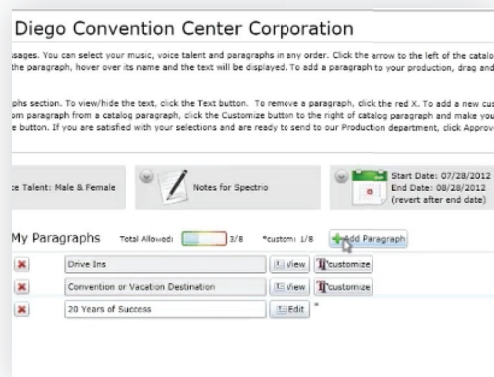 Diego Convention Center Corporation
sages. You can select your music, voice talent and paragraphs in any order. Click the arrow to the left of the catalo
the paragraph, hover over its name and the text will be displayed. To add a paragraph to your production, drag and
phs section. To view/hide the text, click the Text button. To remove a paragraph, click the red X. To add a new cus
om paragraph from a catalog paragraph, click the Customize button to the right of catalog paragraph and make you
e button. If you are satisfied with your selections and are ready to send to our Production department, click Approv
ce Talent: Male & Female
Notes for Spectrio
Start Date: 07/28/2012
End Date: 08/28/2012
(revert after end date)
My Paragraphs Total Allowed: 3/8 *custom: 1/8 Add Paragraph
Drive Ins View customize
Convention or Vacation Destination View customize
20 Years of Success Edit *